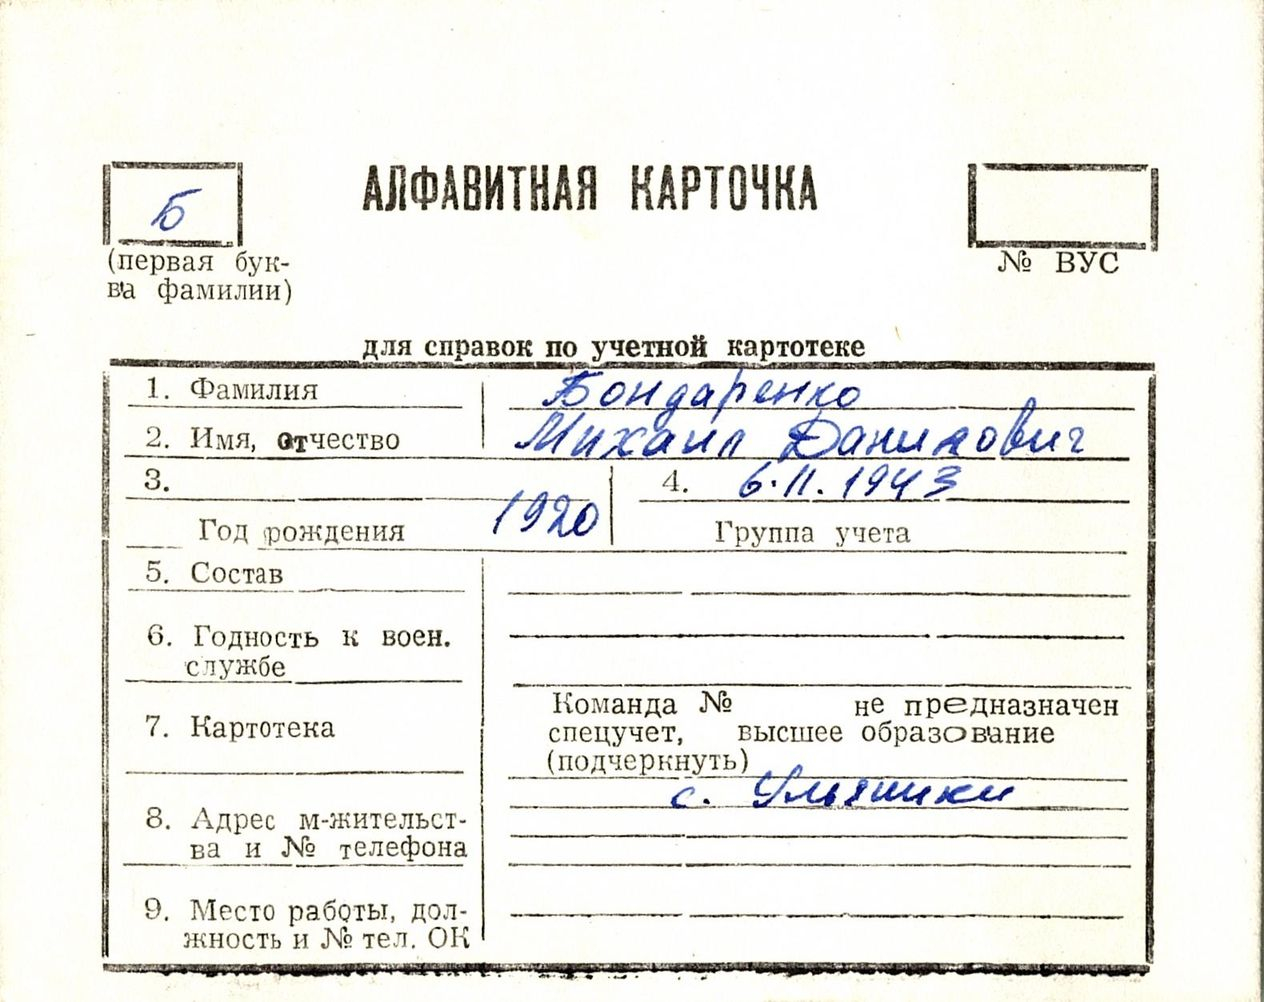 Б
АЛФАВИТНАЯ КАРТОЧКА
(первая бук-
ва фамилии)
№ ВУС
для справок по учетной картотеке
1. Фамилия Бондаренко
2. Имя, отчество Михаил Данилович
3. 1920
Год рождения
4. 6.11.1943
Группа учета
5. Состав
6. Годность к воен.
службе
7. Картотека
Команда № не предназначен
спецучет, высшее образование
(подчеркнуть)
с. Ульяники
8. Адрес м-жительст-
ва и № телефона
9. Место работы, дол-
жность и № тел. ОК